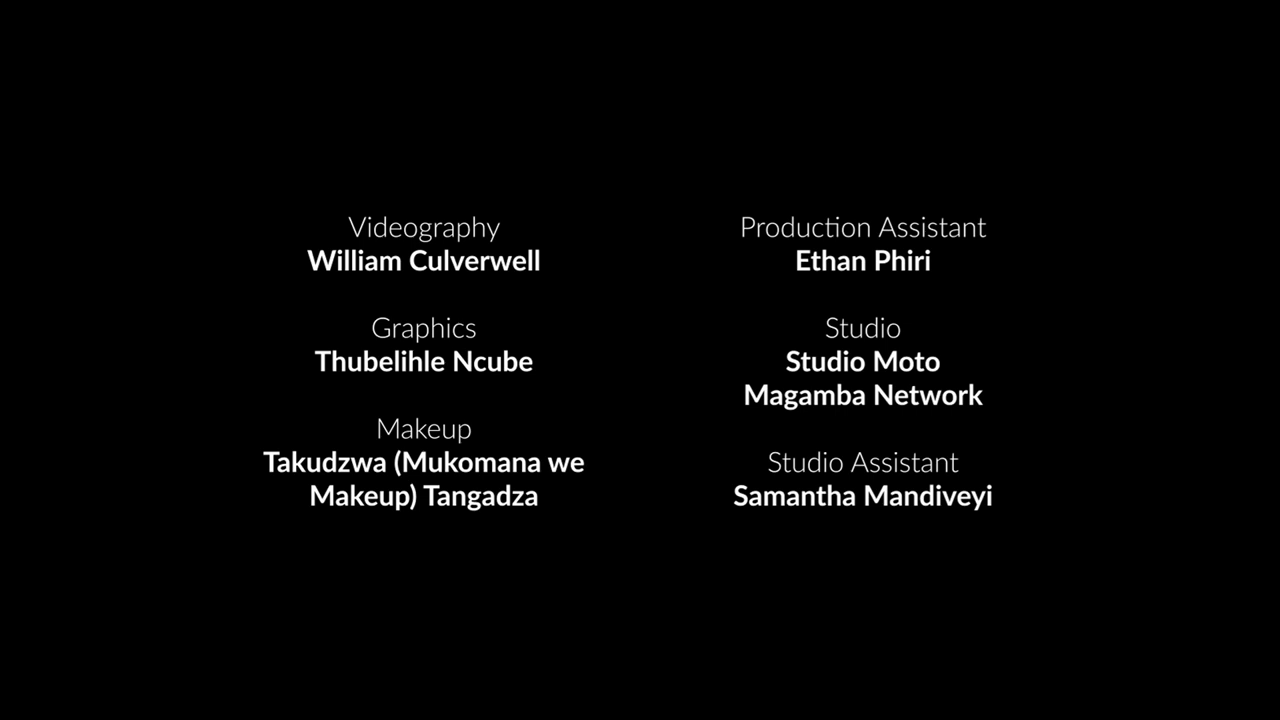 Videography
William Culverwell
Graphics
Thubelihle Ncube
Makeup
Takudzwa (Mukomana we
Makeup) Tangadza
Production Assistant
Ethan Phiri
Studio
Studio Moto
Magamba Network
Studio Assistant
Samantha Mandiveyi